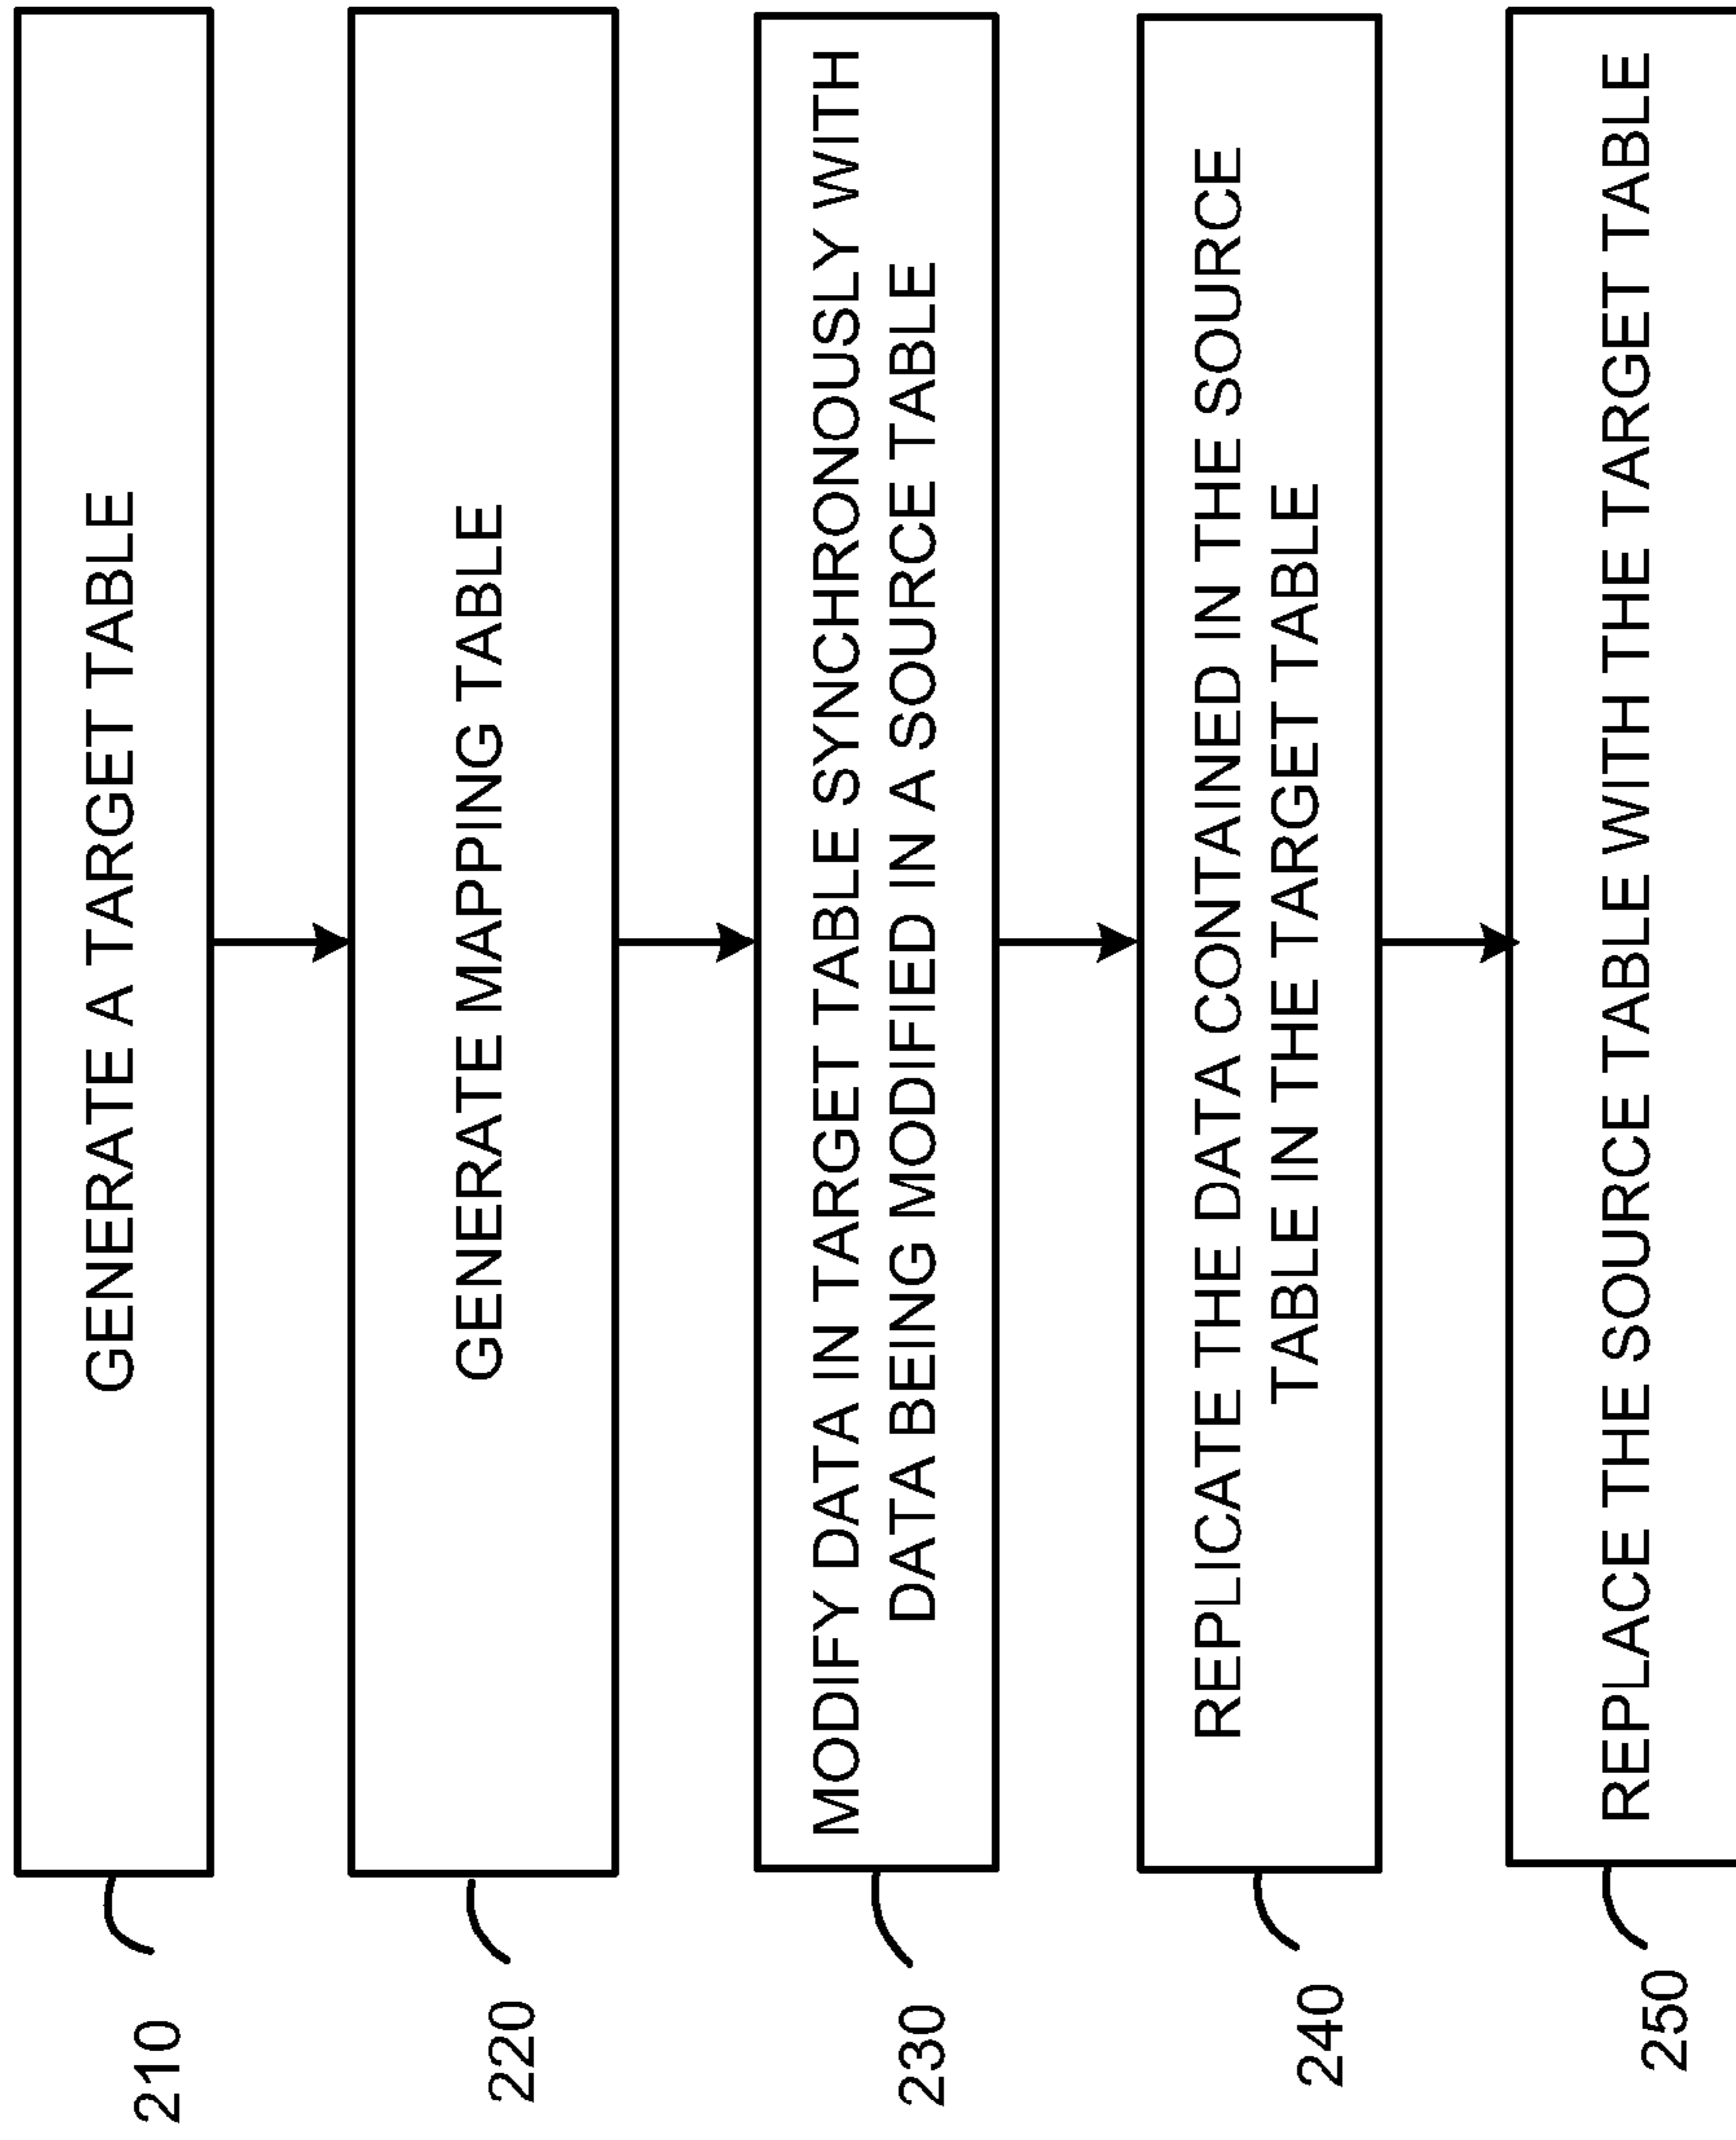 210
GENERATE A TARGET TABLE
220
GENERATE MAPPING TABLE
230
MODIFY DATA IN TARGET TABLE SYNCHRONOUSLY WITH
DATA BEING MODIFIED IN A SOURCE TABLE
240
REPLICATE THE DATA CONTAINED IN THE SOURCE
TABLE IN THE TARGET TABLE
250
REPLACE THE SOURCE TABLE WITH THE TARGET TABLE